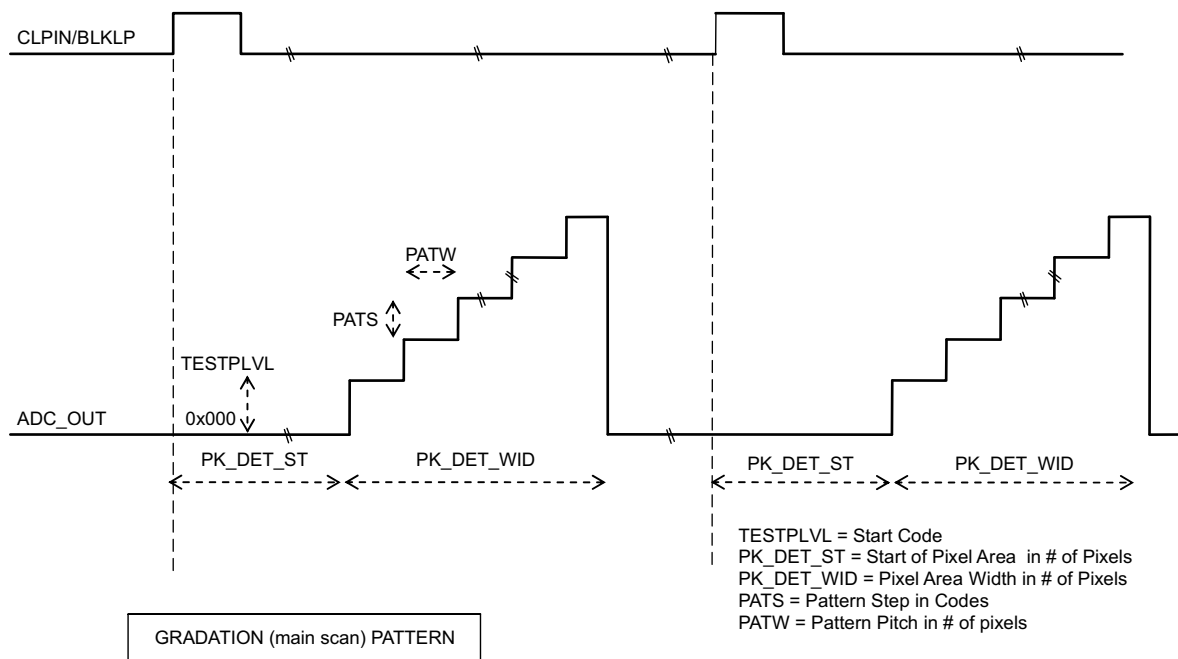 CLPIN/BLKLP
PATW
PATS
TESTPLVL
ADC_OUT
0x000
PK_DET_ST
PK_DET_WID
PK_DET_ST
PK_DET_WID
TESTPLVL = Start Code
PK_DET_ST = Start of Pixel Area in # of Pixels
PK_DET_WID = Pixel Area Width in # of Pixels
PATS = Pattern Step in Codes
PATW = Pattern Pitch in # of pixels
GRADATION (main scan) PATTERN